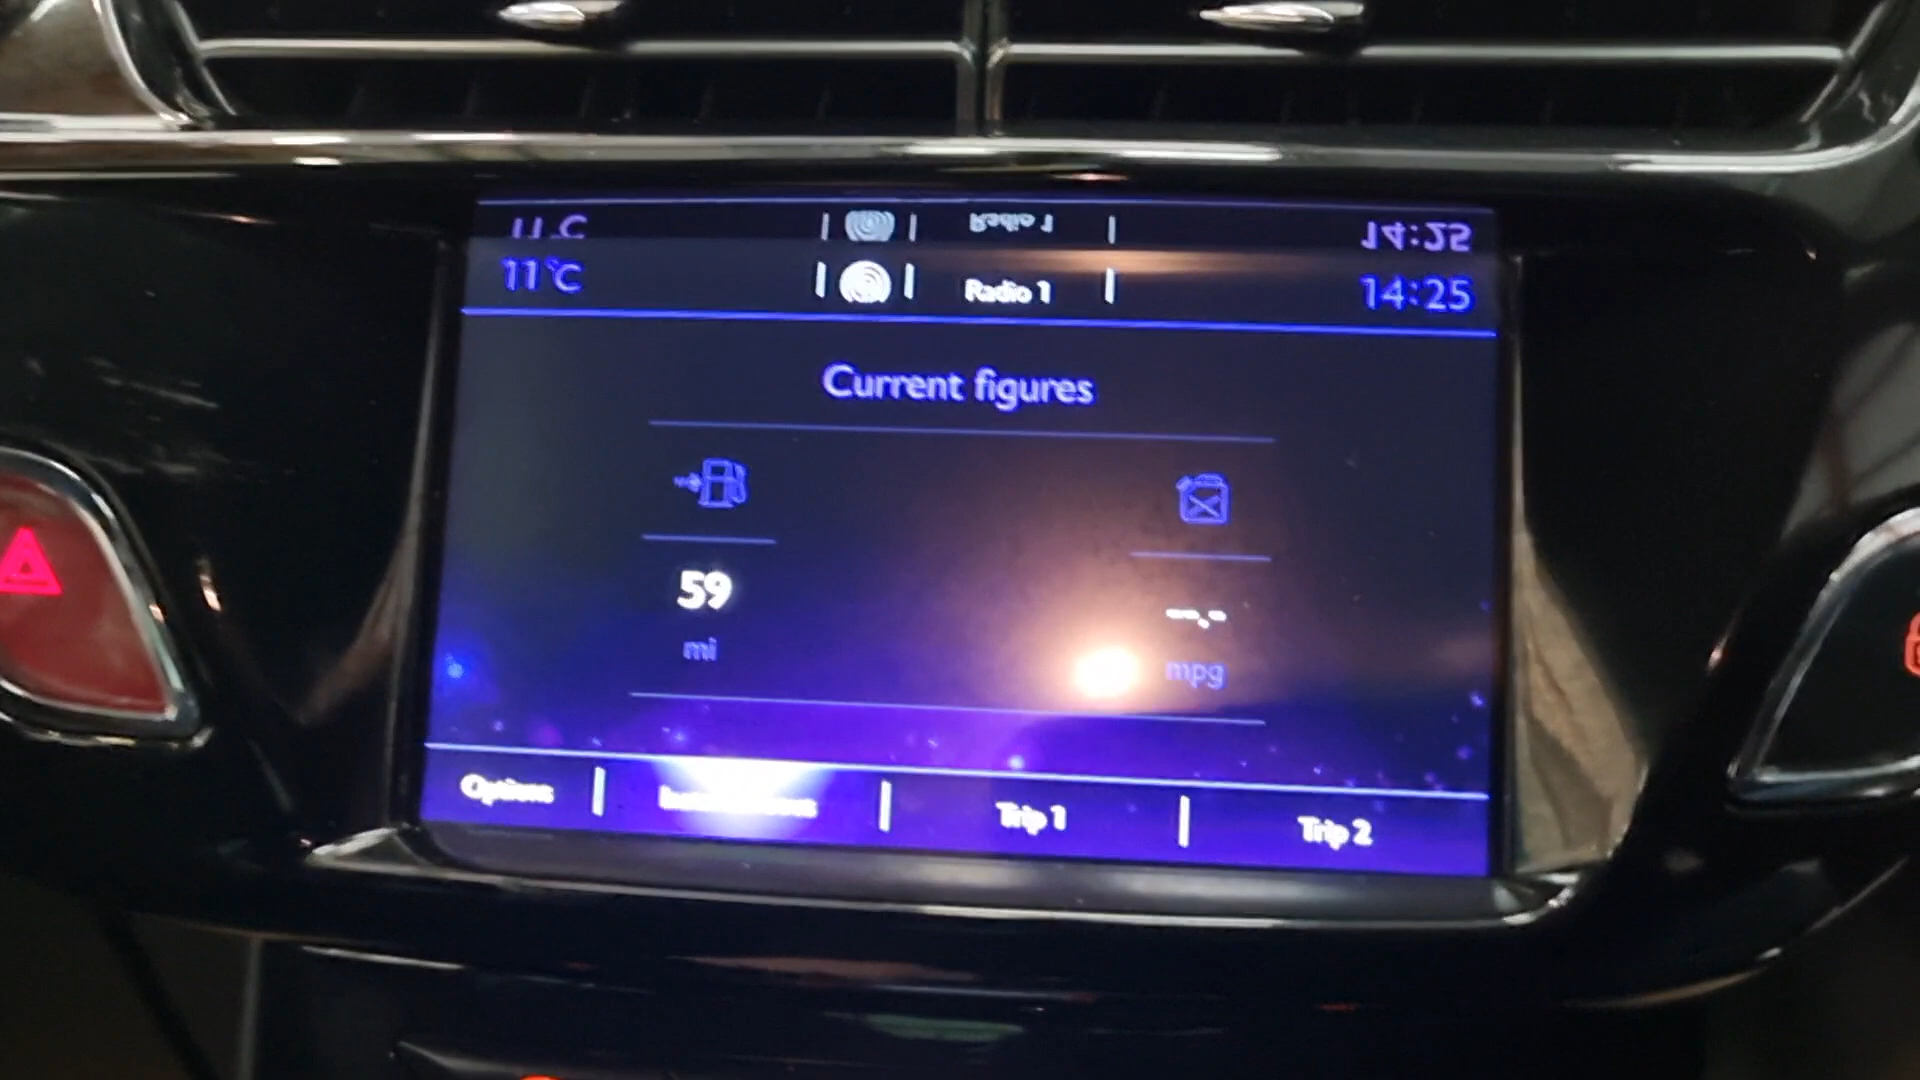 11°C Radio 1 14:25
Current figures
59 --.-
mi mpg
Options Trip 1 Trip 2